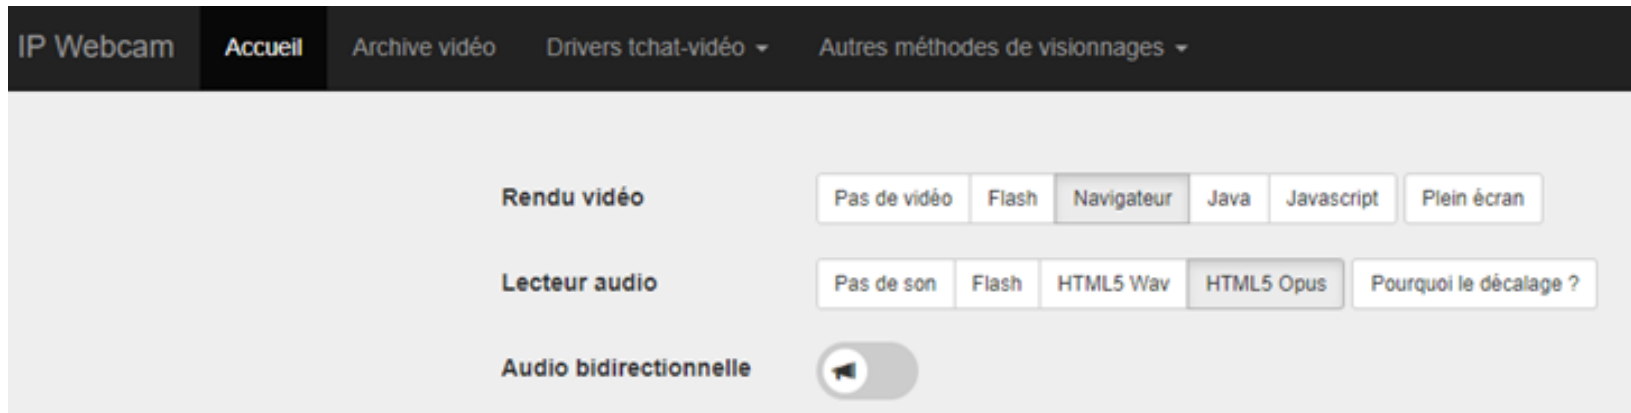 IP Webcam Accueil Archive vidéo Drivers tchat-vidéo Autres méthodes de visionnages
Rendu vidéo Pas de vidéo Flash Navigateur Java Javascript Plein écran
Lecteur audio Pas de son Flash HTML5 Wav HTML5 Opus Pourquoi le décalage ?
Audio bidirectionnelle